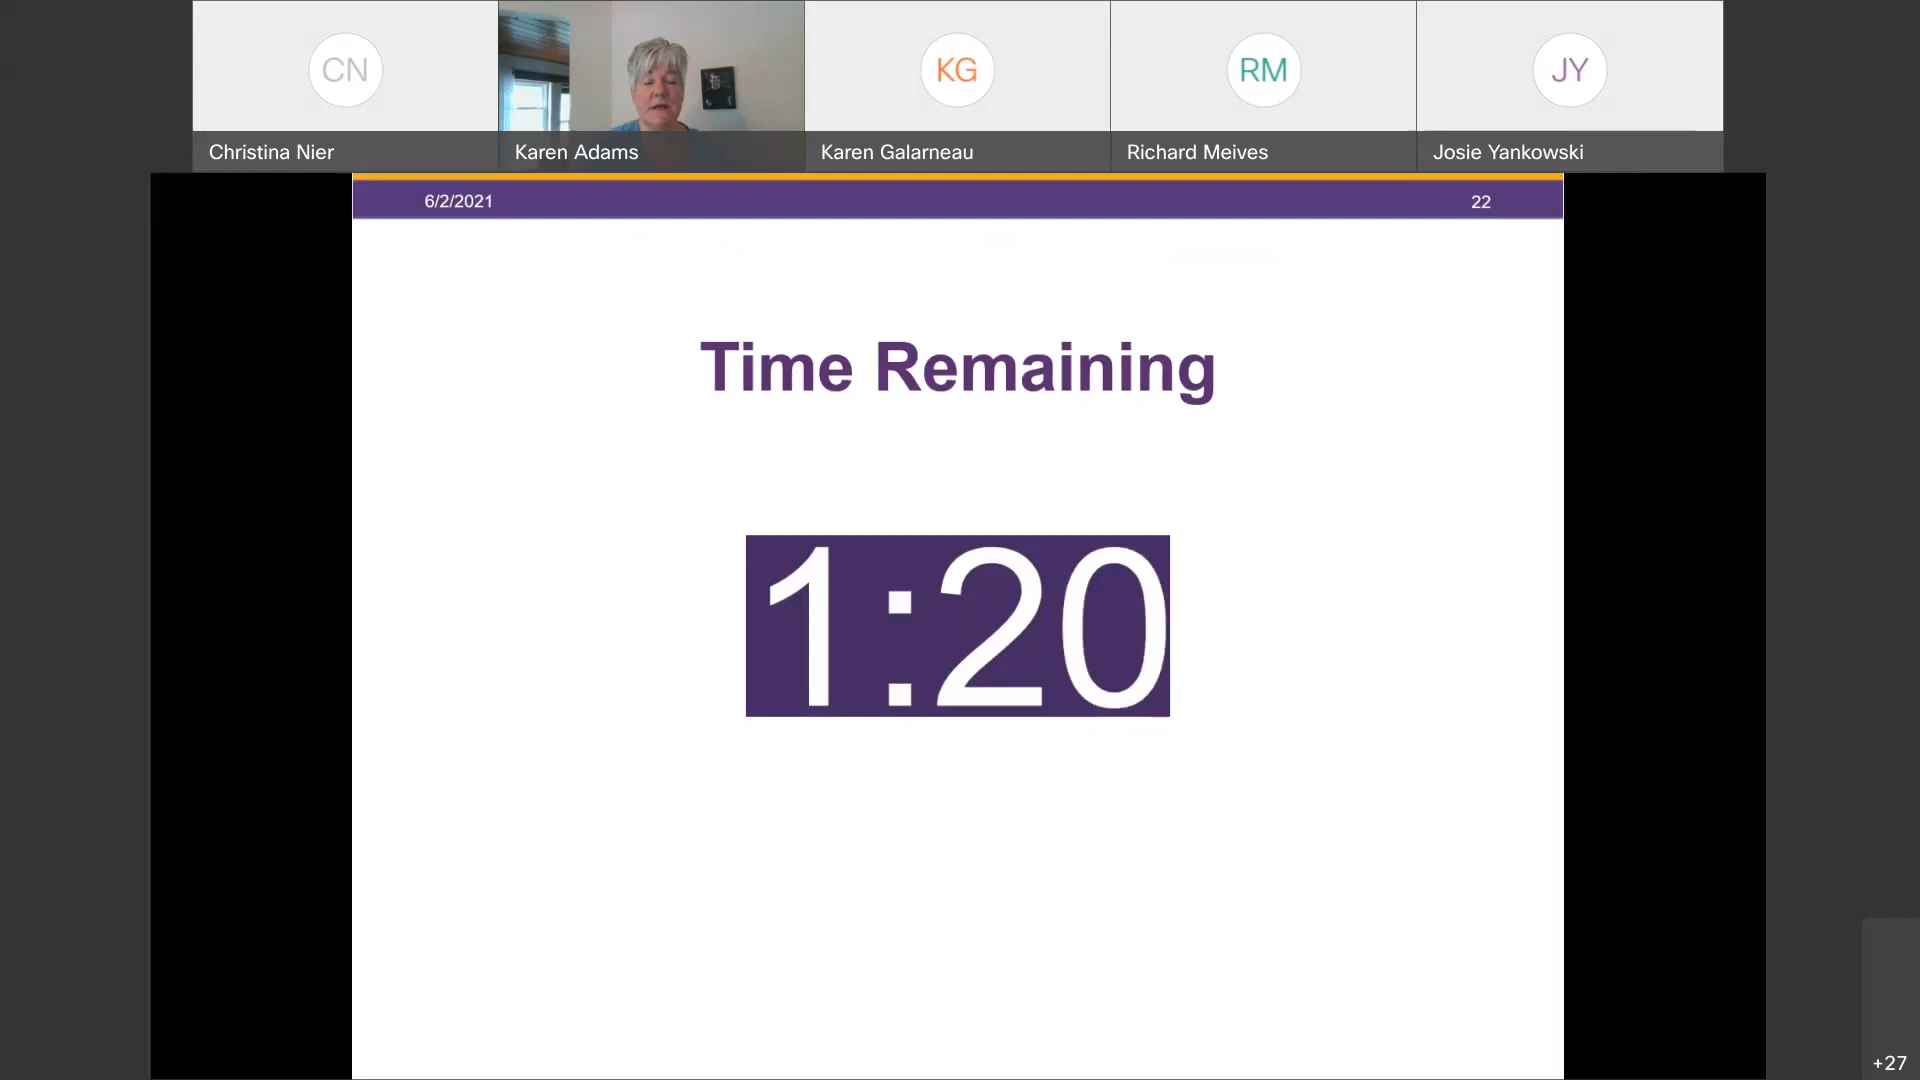 CN
KG
RM
JY
Christina Nier
Karen Adams
Karen Galarneau
Richard Meives
Josie Yankowski
6/2/2021
22
Time Remaining
1:20
+27